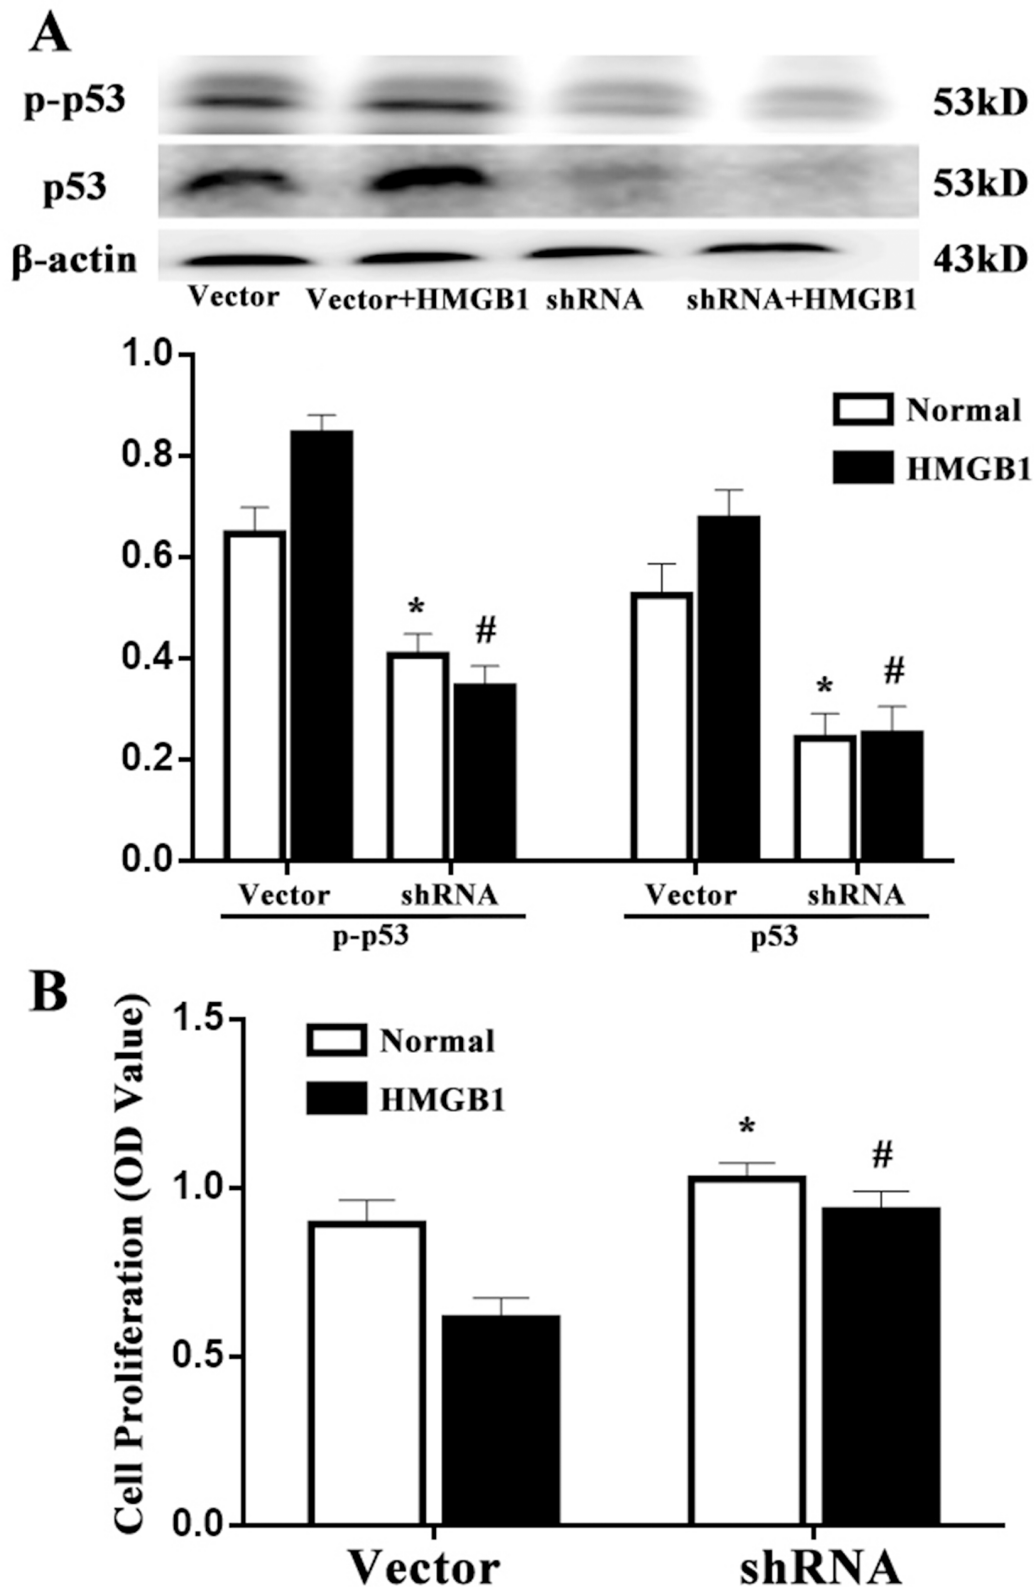 A
p-p53 53kD
p53 53kD
β-actin 43kD
Vector Vector+HMGB1 shRNA shRNA+HMGB1
1.0
0.8
0.6
0.4
0.2
0.0
Normal
HMGB1
* # * #
Vector shRNA Vector shRNA
p-p53 p53
B
Cell Proliferation (OD Value)
1.5
1.0
0.5
0.0
Normal
HMGB1
* #
Vector shRNA